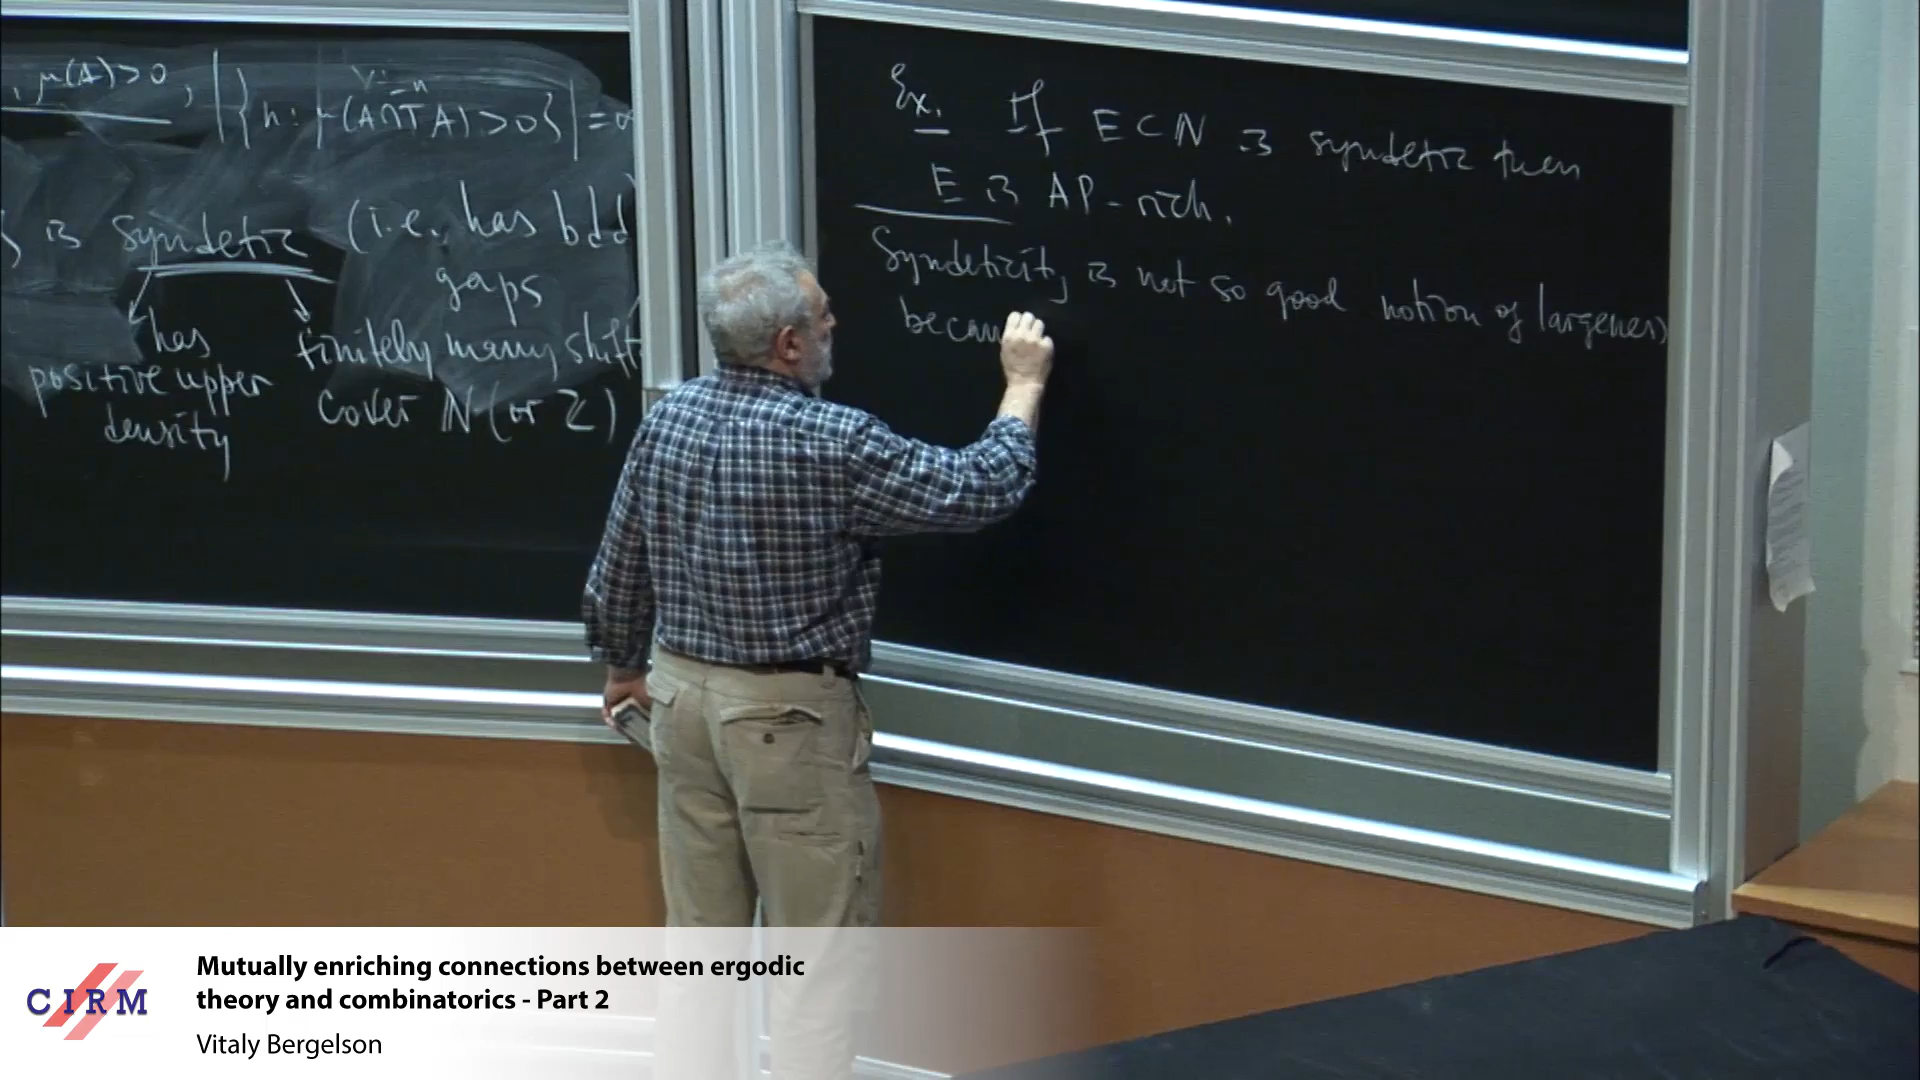 , μ(A)>0, |{n: μ(A∩T⁻ⁿA)>0}|=∞
} is syndetic (i.e. has bdd
gaps
has
positive upper
density
finitely many shift
cover ℕ (or ℤ)
Ex. If E⊂ℕ is syndetic then
E is AP-rich.
Syndeticity is not so good notion of largeness
becau
CIRM
Mutually enriching connections between ergodic
theory and combinatorics - Part 2
Vitaly Bergelson